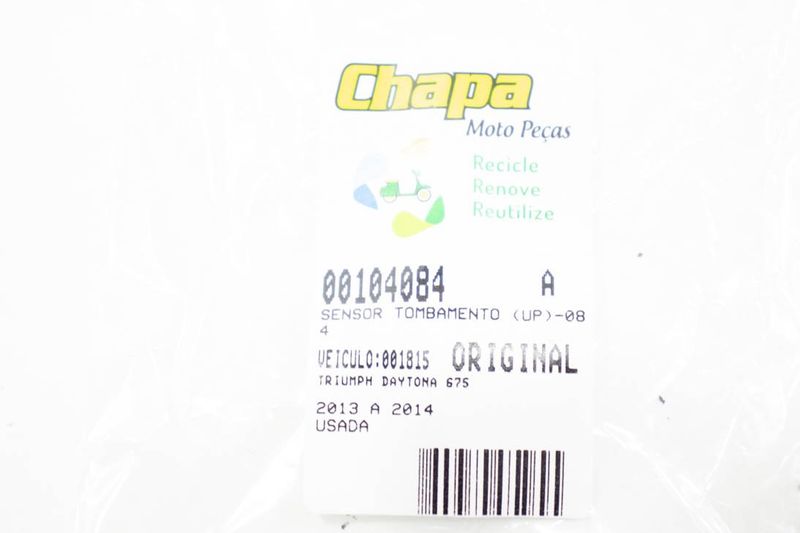 Chapa
Moto Peças
Recicle
Renove
Reutilize
00104084 A
SENSOR TOMBAMENTO (UP)-08
4
VEICULO:001815 ORIGINAL
TRIUMPH DAYTONA 675
2013 A 2014
USADA